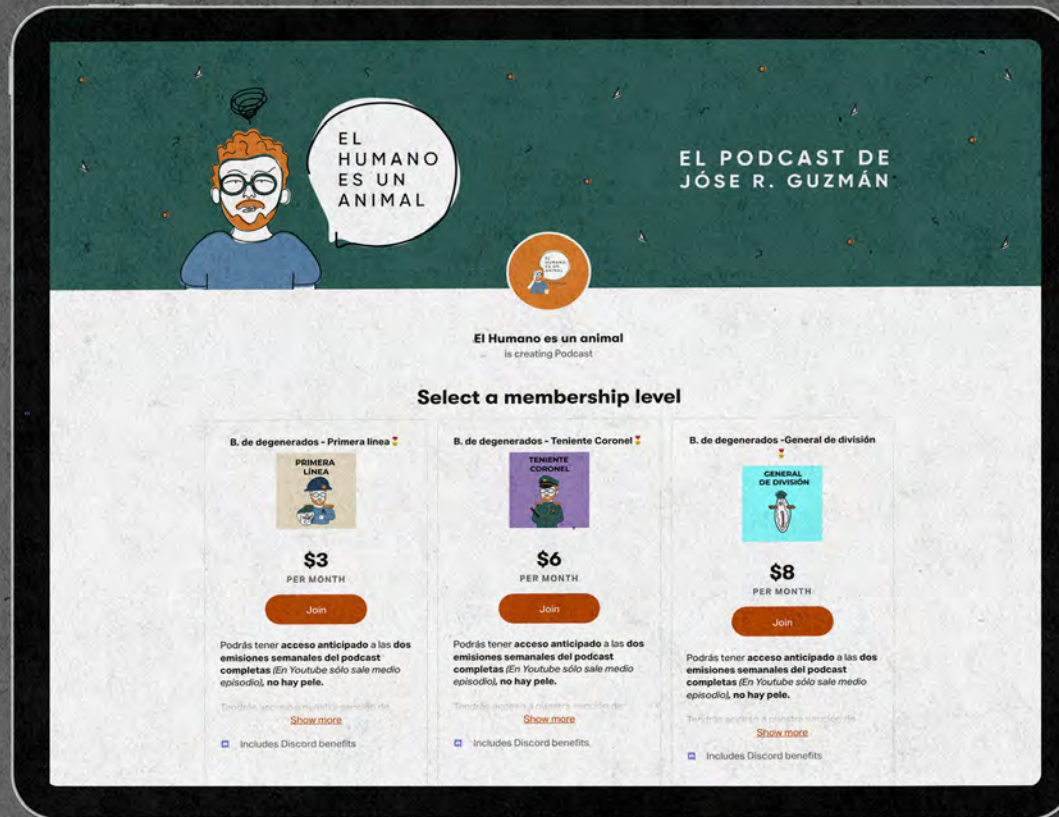 EL
HUMANO
ES UN
ANIMAL
EL PODCAST DE
JÓSE R. GUZMÁN
EL
HUMANO
ES UN
ANIMAL
El Humano es un animal
is creating Podcast
Select a membership level
B. de degenerados - Primera linea
PRIMERA
LÍNEA
$3
PER MONTH
Join
Podrás tener acceso anticipado a las dos
emisiones semanales del podcast
completas (En Youtube sólo sale medio
episodio), no hay pele.
Show more
Includes Discord benefits
B. de degenerados - Teniente Coronel
TENIENTE
CORONEL
$6
PER MONTH
Join
Podrás tener acceso anticipado a las dos
emisiones semanales del podcast
completas (En Youtube sólo sale medio
episodio), no hay pele.
Show more
Includes Discord benefits
B. de degenerados -General de división
GENERAL
DE DIVISIÓN
$8
PER MONTH
Join
Podrás tener acceso anticipado a las dos
emisiones semanales del podcast
completas (En Youtube sólo sale medio
episodio), no hay pele.
Show more
Includes Discord benefits